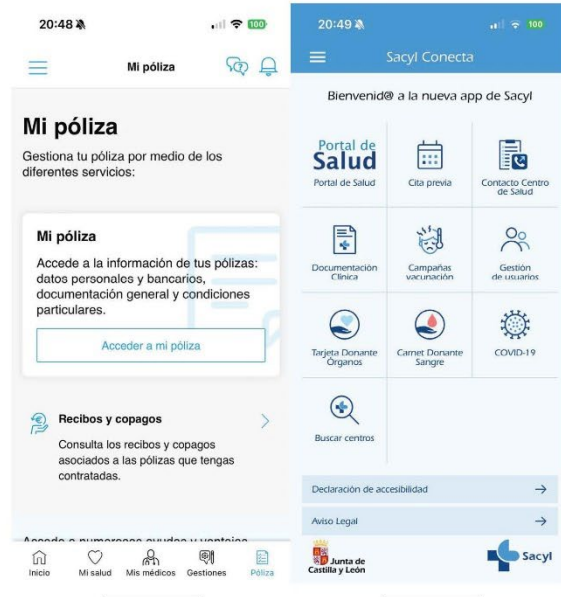 20:48
100
Mi póliza
Mi póliza
Gestiona tu póliza por medio de los
diferentes servicios:
Mi póliza
Accede a la información de tus pólizas:
datos personales y bancarios,
documentación general y condiciones
particulares.
Acceder a mi póliza
Recibos y copagos
Consulta los recibos y copagos
asociados a las pólizas que tengas
contratadas.
Accede a numerosas ayudas y ventajas
Inicio
Mi salud
Mis médicos
Gestiones
Póliza
20:49
100
Sacyl Conecta
Bienvenid@ a la nueva app de Sacyl
Portal de
Salud
Portal de Salud
Cita previa
Contacto Centro
de Salud
Documentación
Clínica
Campañas
vacunación
Gestión
de usuarios
Tarjeta Donante
Órganos
Carnet Donante
Sangre
COVID-19
Buscar centros
Declaración de accesibilidad
Aviso Legal
Junta de
Castilla y León
Sacyl